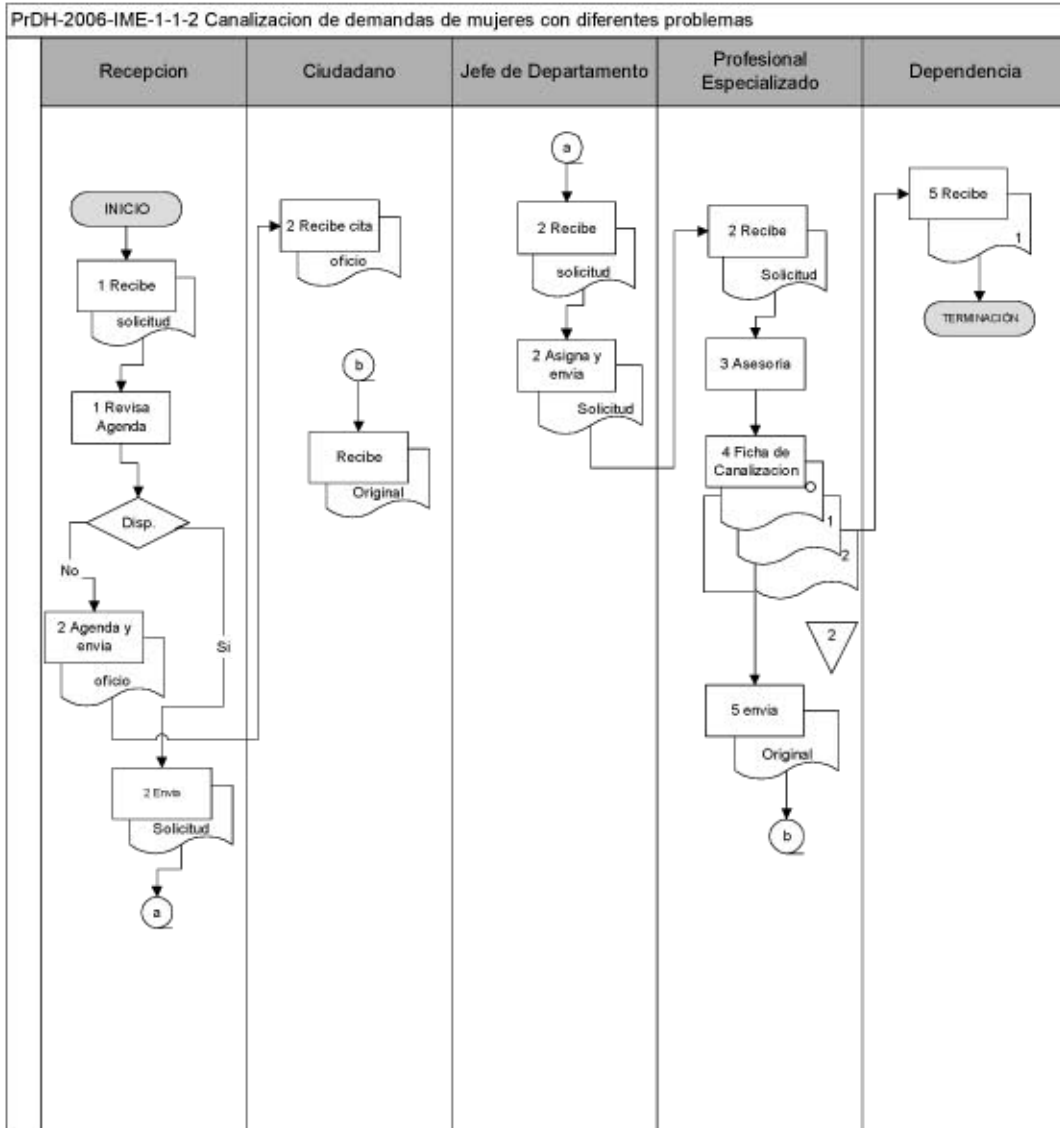 PrDH-2006-IME-1-1-2 Canalizacion de demandas de mujeres con diferentes problemas
Recepcion
Ciudadano
Jefe de Departamento
Profesional
Especializado
Dependencia
INICIO
1 Recibe
solicitud
1 Revisa
Agenda
Disp.
No
Si
2 Agenda y
envia
oficio
2 Envia
Solicitud
a
2 Recibe cita
oficio
b
Recibe
Original
a
2 Recibe
solicitud
2 Asigna y
envia
Solicitud
2 Recibe
Solicitud
3 Asesoria
4 Ficha de
Canalizacion
O
1
2
2
5 envia
Original
b
5 Recibe
1
TERMINACIÓN